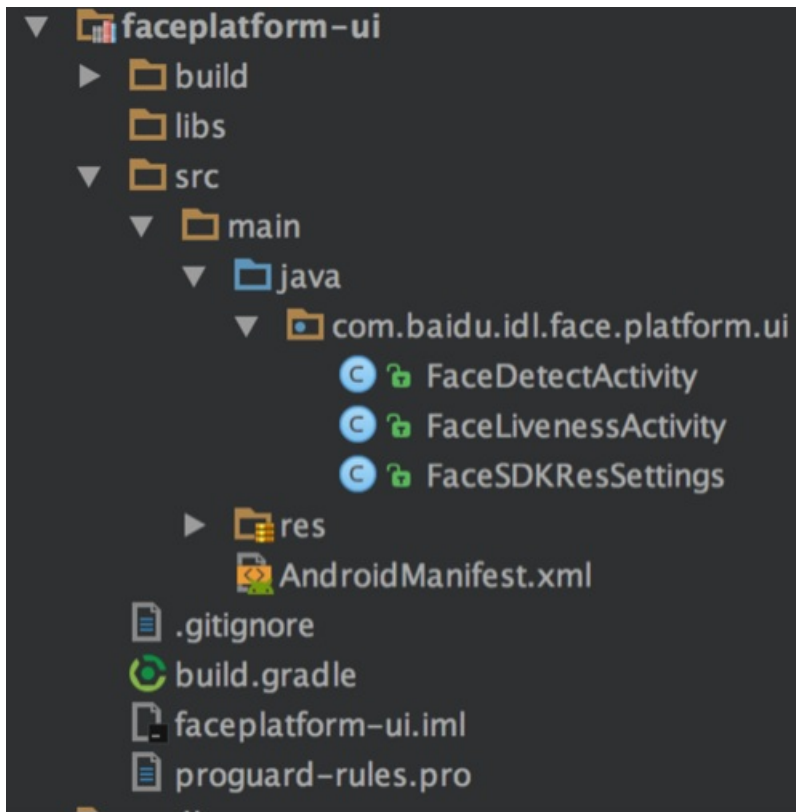 faceplatform-ui
build
libs
src
main
java
com.baidu.idl.face.platform.ui
C FaceDetectActivity
C FaceLivenessActivity
C FaceSDKResSettings
res
AndroidManifest.xml
.gitignore
build.gradle
faceplatform-ui.iml
proguard-rules.pro